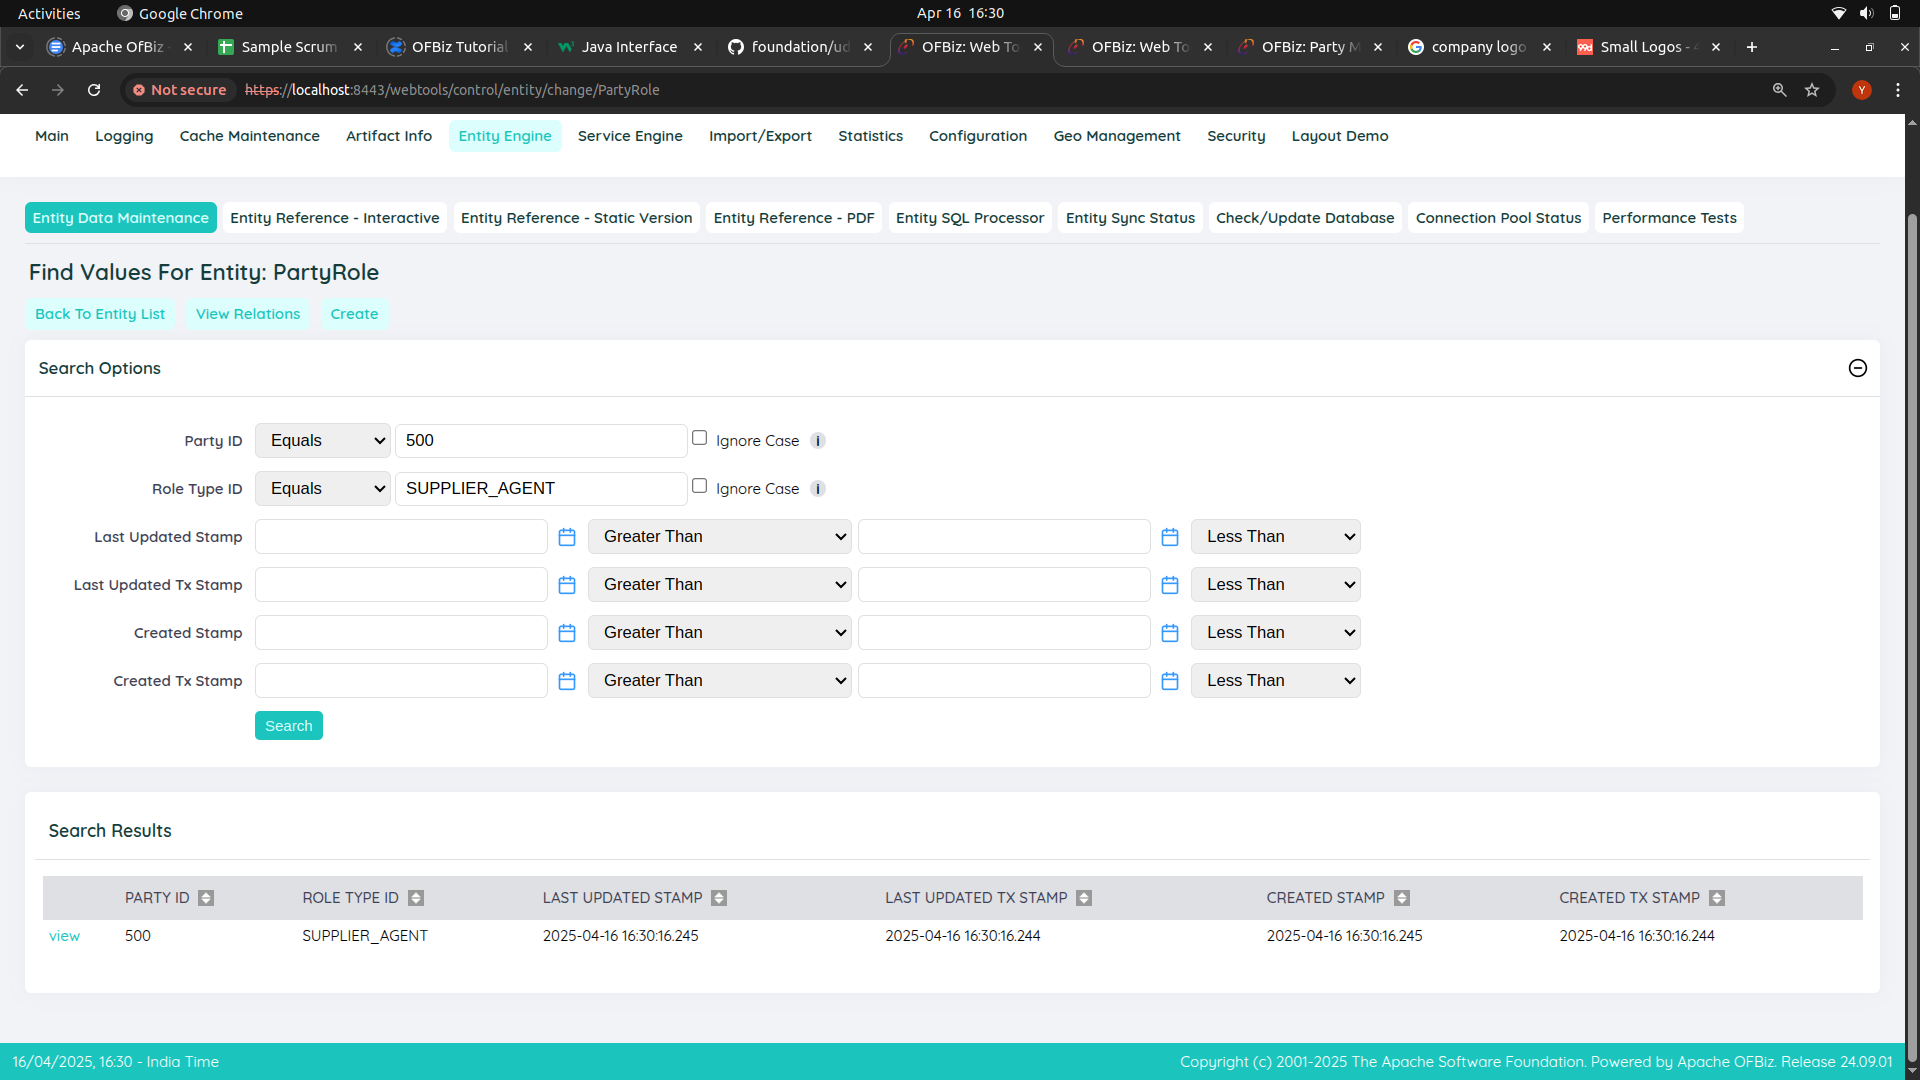 Activities
Google Chrome
Apr 16 16:30
Apache OFBiz
Sample Scrum
OFBiz Tutorial
Java Interface
foundation/ud
OFBiz: Web To
OFBiz: Web To
OFBiz: Party M
company logo
Small Logos -
Not secure
https://localhost:8443/webtools/control/entity/change/PartyRole
Y
Main
Logging
Cache Maintenance
Artifact Info
Entity Engine
Service Engine
Import/Export
Statistics
Configuration
Geo Management
Security
Layout Demo
Entity Data Maintenance
Entity Reference - Interactive
Entity Reference - Static Version
Entity Reference - PDF
Entity SQL Processor
Entity Sync Status
Check/Update Database
Connection Pool Status
Performance Tests
Find Values For Entity: PartyRole
Back To Entity List
View Relations
Create
Search Options
Party ID Equals 500 Ignore Case i
Role Type ID Equals SUPPLIER_AGENT Ignore Case i
Last Updated Stamp Greater Than Less Than
Last Updated Tx Stamp Greater Than Less Than
Created Stamp Greater Than Less Than
Created Tx Stamp Greater Than Less Than
Search
Search Results
PARTY ID ROLE TYPE ID LAST UPDATED STAMP LAST UPDATED TX STAMP CREATED STAMP CREATED TX STAMP
view 500 SUPPLIER_AGENT 2025-04-16 16:30:16.245 2025-04-16 16:30:16.244 2025-04-16 16:30:16.245 2025-04-16 16:30:16.244
16/04/2025, 16:30 - India Time
Copyright (c) 2001-2025 The Apache Software Foundation. Powered by Apache OFBiz. Release 24.09.01